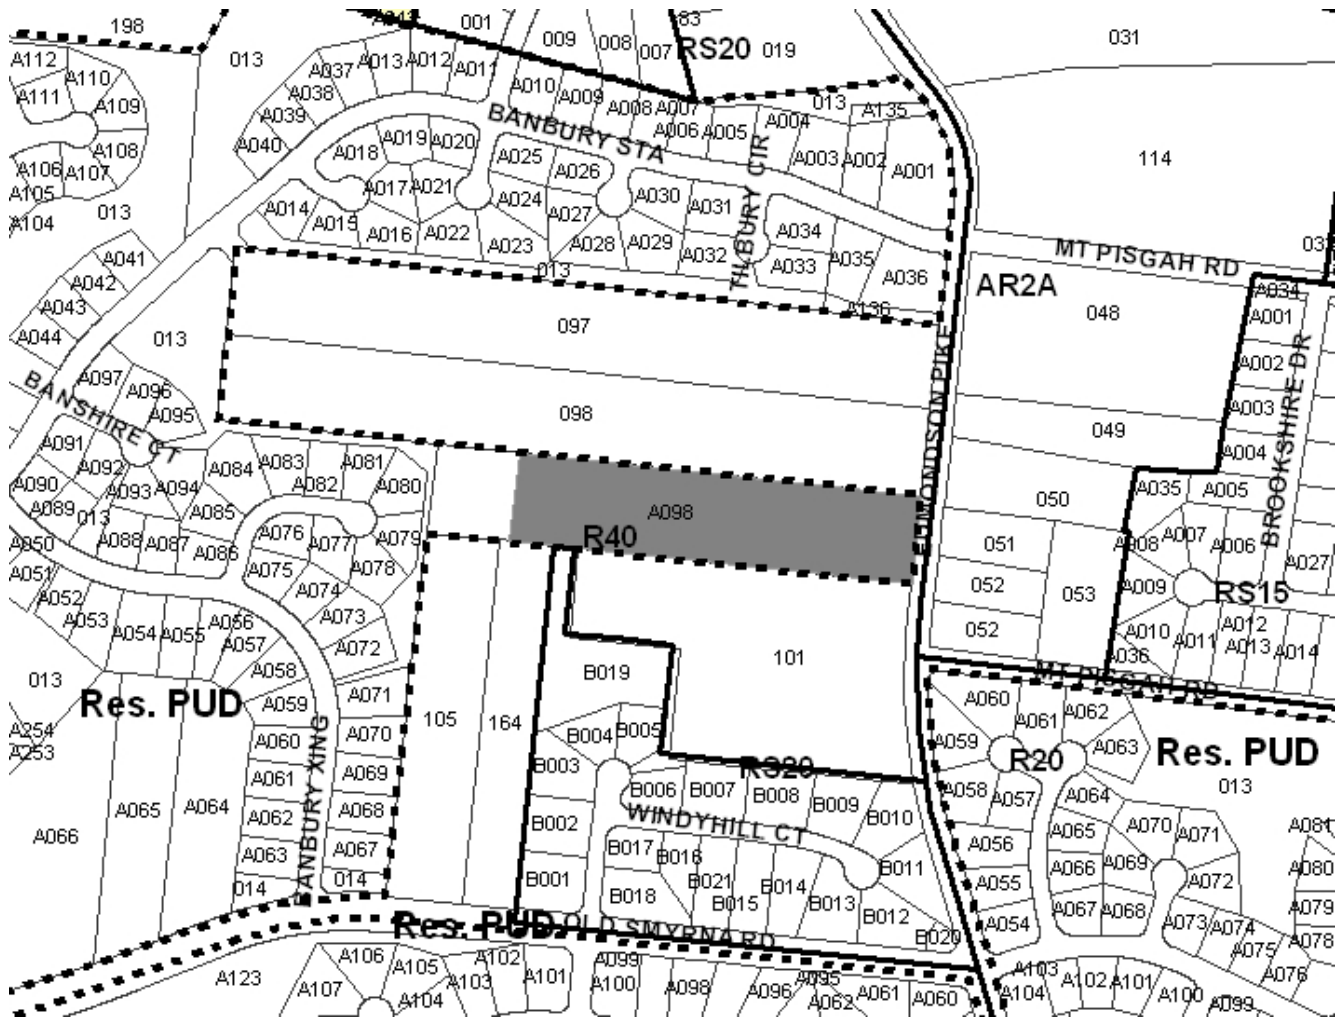 198
A043
001
009
008
007
83
RS20
019
031
A112
A110
A111
A109
A108
A106
A107
A105
A104
013
013
A037
A013
A012
A011
A038
A039
A040
A010
A009
A008
A007
A006
A005
A004
013
A135
A003
A002
A001
114
BANBURY STA
TILBURY CIR
A018
A019
A020
A017
A021
A025
A026
A024
A027
A030
A031
A014
A015
A016
A022
A023
A028
A029
A032
A034
A033
A035
A036
A136
013
MT PISGAH RD
AR2A
048
A034
A001
A002
A003
A004
BROOKSHIRE DR
A041
A042
A043
A044
013
097
098
EDMONDSON PIKE
049
050
BANSHIRE CT
A097
A096
A095
A091
A092
A093
A094
A090
A089
013
A088
A087
A086
A085
A084
A083
A082
A081
A080
A079
A078
A077
A076
A075
A074
A073
A072
A098
R40
051
052
052
053
A035
A005
A008
A007
A006
A027
A009
RS15
A010
A011
A012
A013
A014
A036
MT PISGAH RD
A050
A051
A052
A053
A054
A055
A056
A057
A058
A059
A060
A061
A062
A063
014
A071
A070
A069
A068
A067
014
BANBURY XING
013
Res. PUD
A254
A253
A066
A065
A064
105
164
101
B019
B004
B005
B003
B002
B001
B006
B007
RS20
B008
B009
B010
B011
WINDYHILL CT
B017
B016
B018
B021
B015
B014
B013
B012
B020
A060
A061
A062
A063
A059
R20
Res. PUD
013
A058
A057
A064
A056
A065
A070
A071
A066
A069
A072
A055
A067
A068
A054
A073
A074
A075
A076
A081
A080
A079
A078
Res. PUD
OLD SMYRNA RD
A123
A107
A106
A105
A104
A103
A102
A101
A099
A100
A098
A096
A095
A062
A061
A060
A103
A104
A102
A101
A100
A099